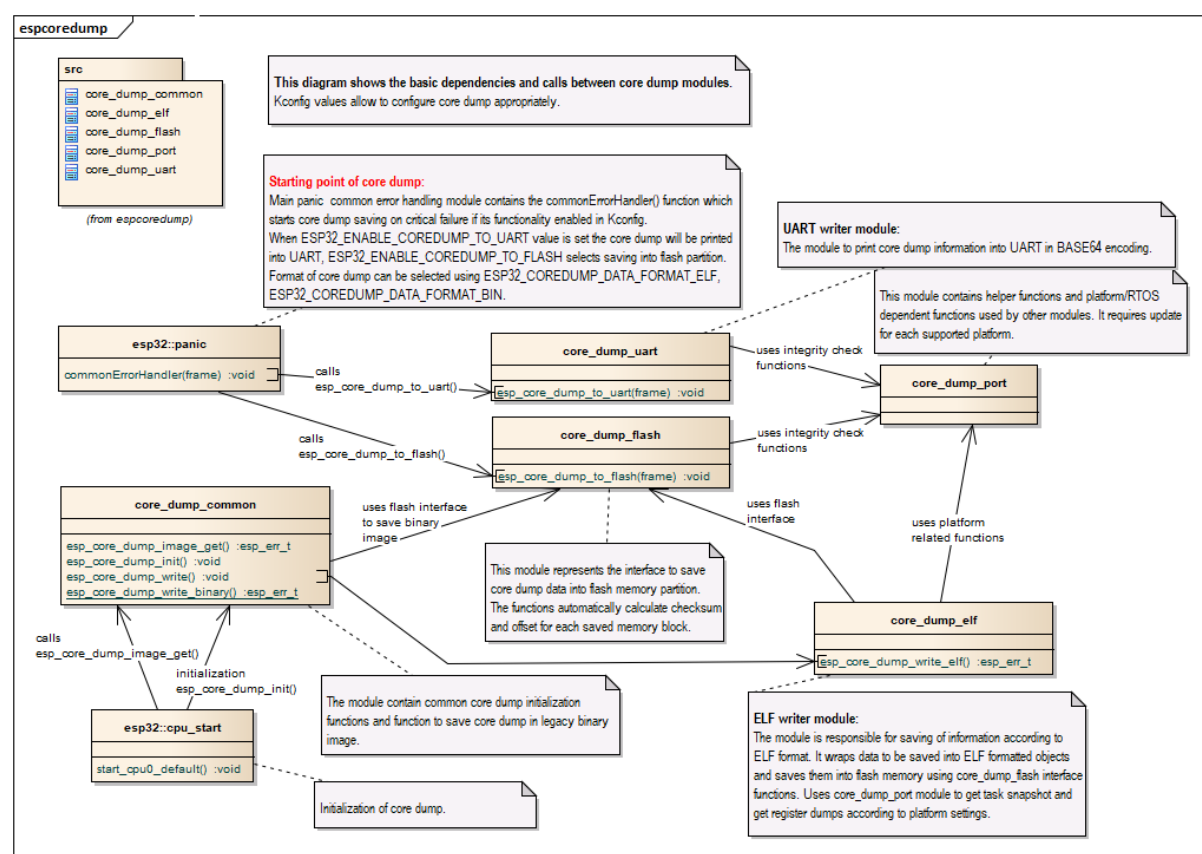 espcoredump
src
core_dump_common
core_dump_elf
core_dump_flash
core_dump_port
core_dump_uart
(from espcoredump)
This diagram shows the basic dependencies and calls between core dump modules.
Kconfig values allow to configure core dump appropriately.
Starting point of core dump:
Main panic common error handling module contains the commonErrorHandler() function which
starts core dump saving on critical failure if its functionality enabled in Kconfig.
When ESP32_ENABLE_COREDUMP_TO_UART value is set the core dump will be printed
into UART, ESP32_ENABLE_COREDUMP_TO_FLASH selects saving into flash partition.
Format of core dump can be selected using ESP32_COREDUMP_DATA_FORMAT_ELF,
ESP32_COREDUMP_DATA_FORMAT_BIN.
UART writer module:
The module to print core dump information into UART in BASE64 encoding.
This module contains helper functions and platform/RTOS
dependent functions used by other modules. It requires update
for each supported platform.
esp32::panic
commonErrorHandler(frame) :void
calls
esp_core_dump_to_uart()
core_dump_uart
esp_core_dump_to_uart(frame) :void
uses integrity check
functions
core_dump_port
calls
esp_core_dump_to_flash()
core_dump_flash
esp_core_dump_to_flash(frame) :void
uses integrity check
functions
core_dump_common
esp_core_dump_image_get() :esp_err_t
esp_core_dump_init() :void
esp_core_dump_write() :void
esp_core_dump_write_binary() :esp_err_t
uses flash interface
to save binary
image
uses flash
interface
uses platform
related functions
This module represents the interface to save
core dump data into flash memory partition.
The functions automatically calculate checksum
and offset for each saved memory block.
core_dump_elf
esp_core_dump_write_elf() :esp_err_t
calls
esp_core_dump_image_get()
initialization
esp_core_dump_init()
The module contain common core dump initialization
functions and function to save core dump in legacy binary
image.
esp32::cpu_start
start_cpu0_default() :void
Initialization of core dump.
ELF writer module:
The module is responsible for saving of information according to
ELF format. It wraps data to be saved into ELF formatted objects
and saves them into flash memory using core_dump_flash interface
functions. Uses core_dump_port module to get task snapshot and
get register dumps according to platform settings.